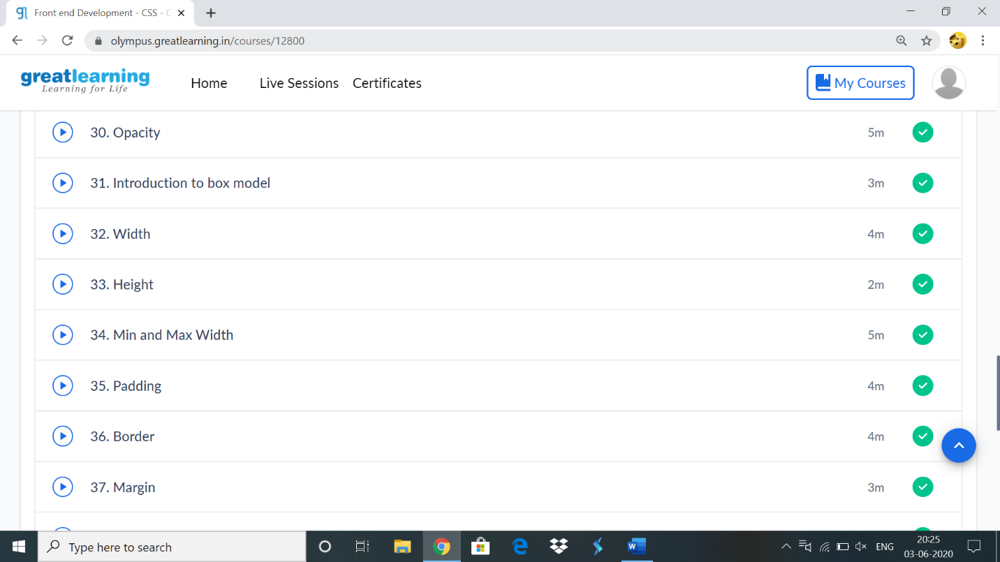 gl Front end Development - CSS -
olympus.greatlearning.in/courses/12800
greatlearning
Learning for Life
Home Live Sessions Certificates My Courses
30. Opacity 5m
31. Introduction to box model 3m
32. Width 4m
33. Height 2m
34. Min and Max Width 5m
35. Padding 4m
36. Border 4m
37. Margin 3m
Type here to search W ENG 20:25
03-06-2020